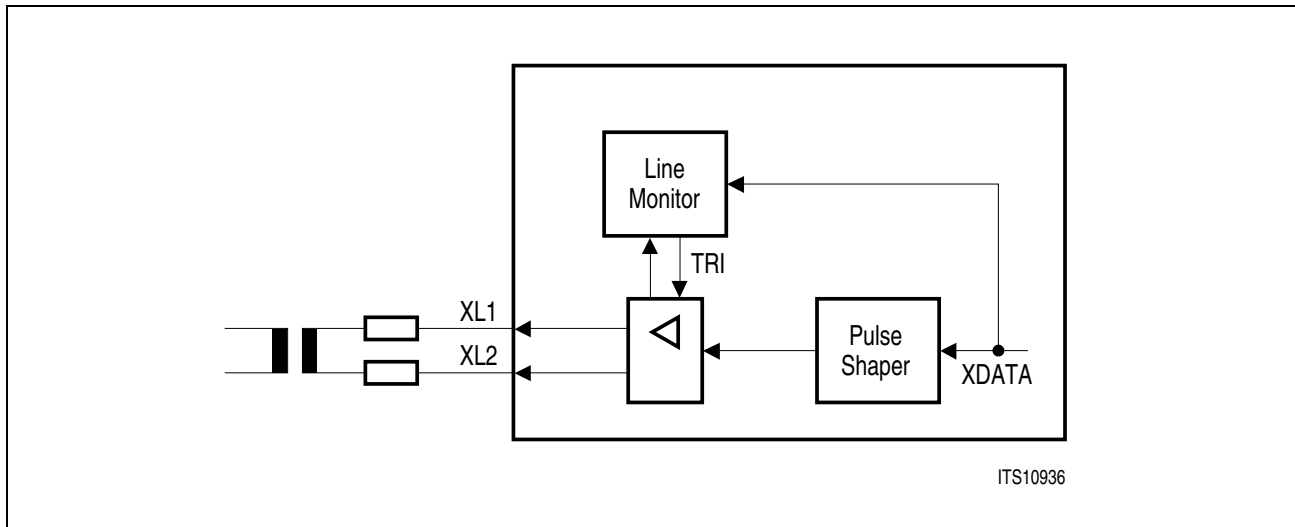 Line
Monitor
TRI
XL1
XL2
Pulse
Shaper
XDATA
ITS10936